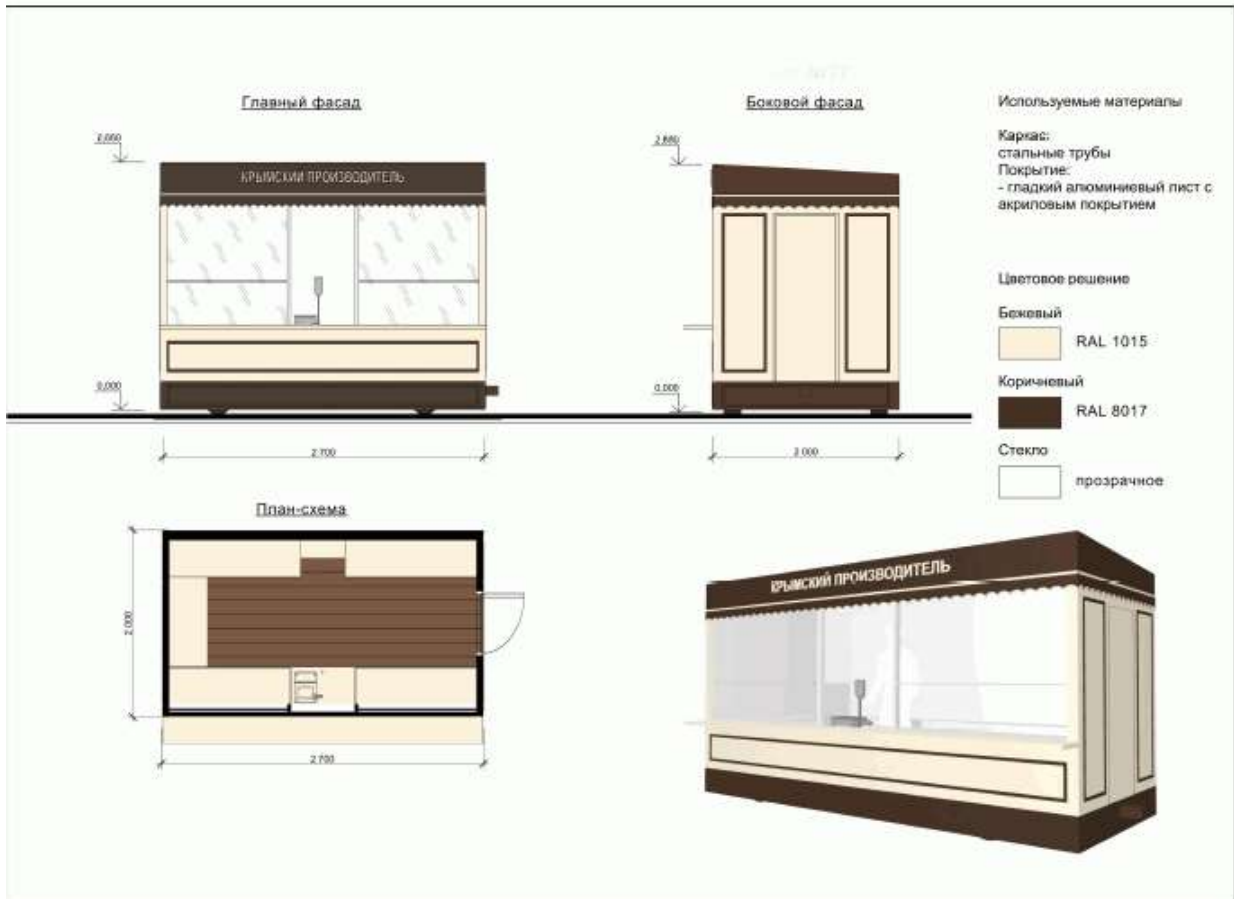 Главный фасад
Боковой фасад
Используемые материалы
Каркас:
стальные трубы
Покрытие:
- гладкий алюминиевый лист с
акриловым покрытием
КРЫМСКИЙ ПРОИЗВОДИТЕЛЬ
Цветовое решение
Бежевый
RAL 1015
Коричневый
RAL 8017
Стекло
прозрачное
0,000
0,000
2 700
2 000
План-схема
2 000
2 700
КРЫМСКИЙ ПРОИЗВОДИТЕЛЬ